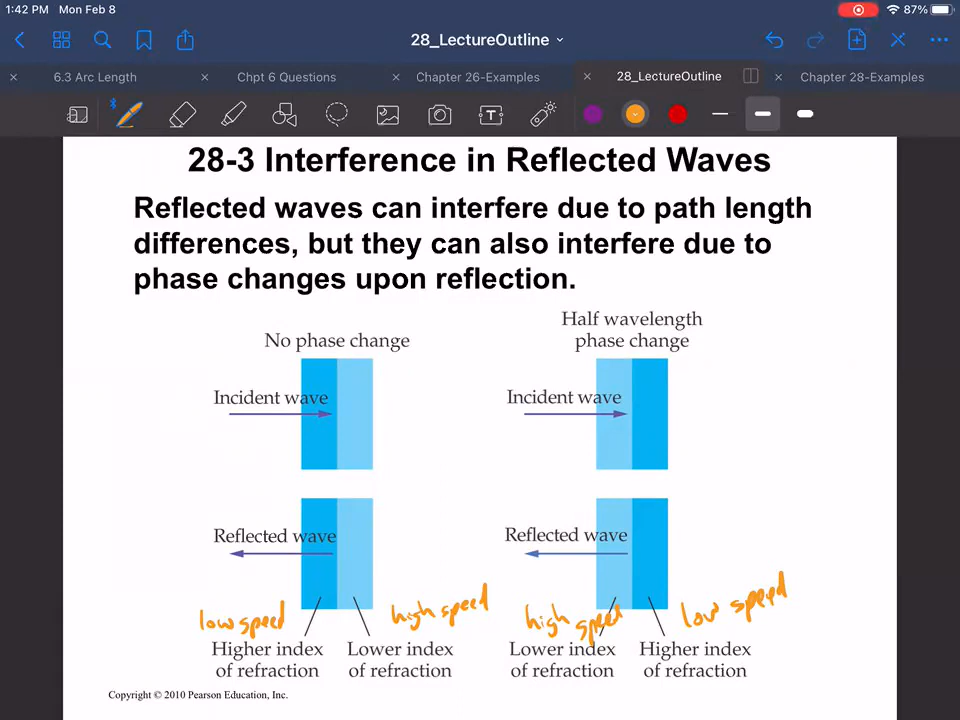 1:42 PM Mon Feb 8
87%
28_LectureOutline
6.3 Arc Length
Chpt 6 Questions
Chapter 26-Examples
28_LectureOutline
Chapter 28-Examples
T
28-3 Interference in Reflected Waves
Reflected waves can interfere due to path length
differences, but they can also interfere due to
phase changes upon reflection.
No phase change
Incident wave
Reflected wave
low speed
high speed
Higher index
of refraction
Lower index
of refraction
Half wavelength
phase change
Incident wave
Reflected wave
high speed
low speed
Lower index
of refraction
Higher index
of refraction
Copyright © 2010 Pearson Education, Inc.